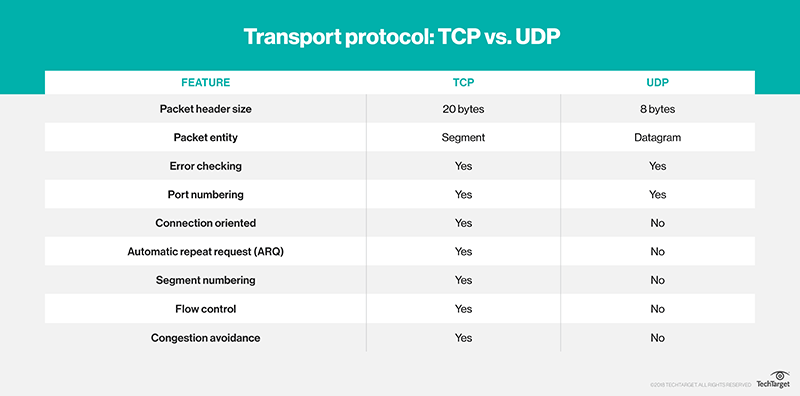 Transport protocol: TCP vs. UDP
FEATURE TCP UDP
Packet header size 20 bytes 8 bytes
Packet entity Segment Datagram
Error checking Yes Yes
Port numbering Yes Yes
Connection oriented Yes No
Automatic repeat request (ARQ) Yes No
Segment numbering Yes No
Flow control Yes No
Congestion avoidance Yes No
©2018 TECHTARGET. ALL RIGHTS RESERVED TechTarget